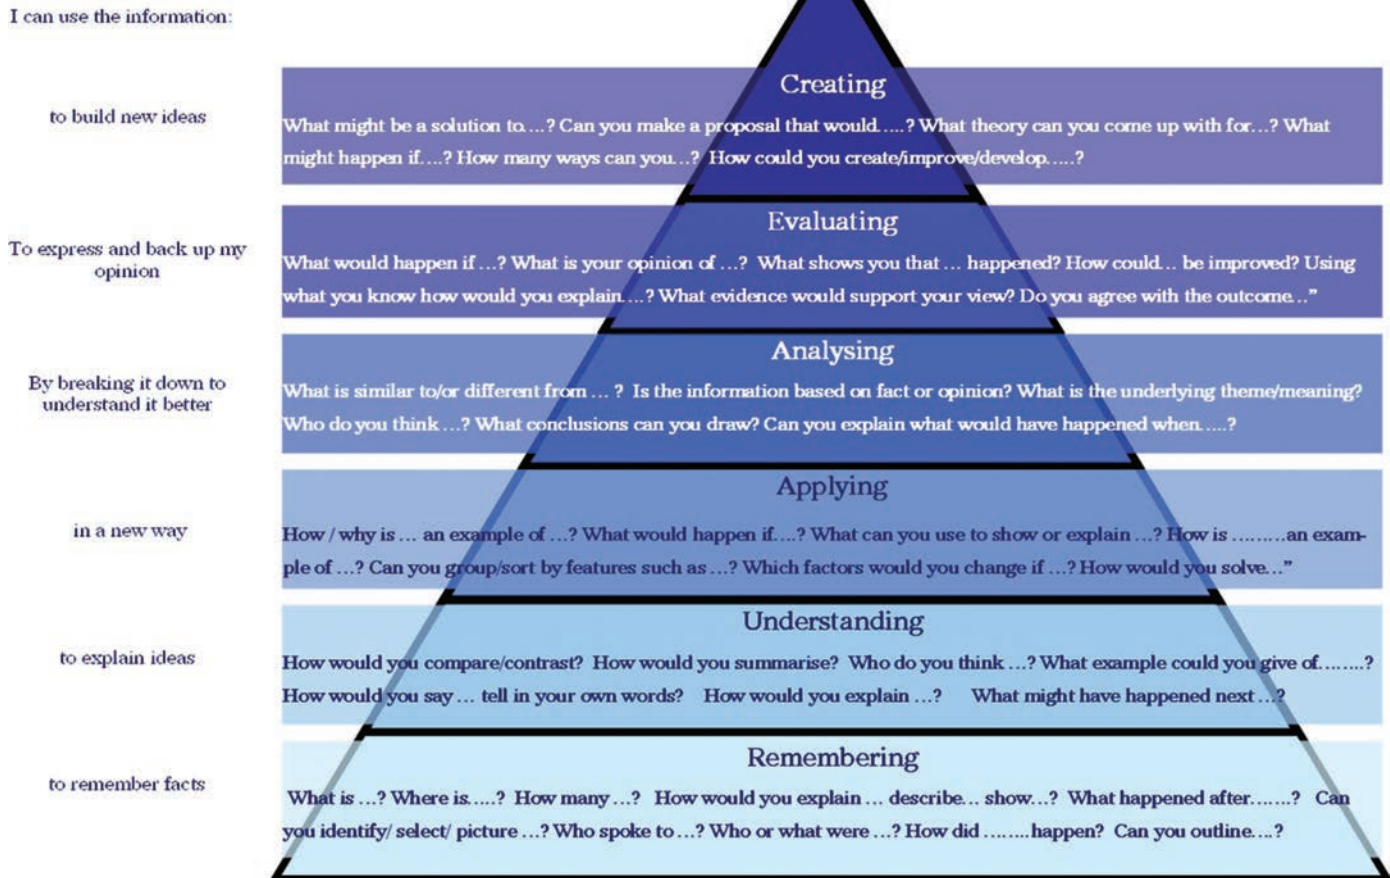 I can use the information:
Creating
to build new ideas
What might be a solution to....? Can you make a proposal that would.....? What theory can you come up with for...? What
might happen if....? How many ways can you...? How could you create/improve/develop.....?
Evaluating
To express and back up my
opinion
What would happen if ...? What is your opinion of ...? What shows you that ... happened? How could... be improved? Using
what you know how would you explain....? What evidence would support your view? Do you agree with the outcome..."
Analysing
By breaking it down to
understand it better
What is similar to/or different from ... ? Is the information based on fact or opinion? What is the underlying theme/meaning?
Who do you think ...? What conclusions can you draw? Can you explain what would have happened when.....?
Applying
in a new way
How / why is ... an example of ...? What would happen if....? What can you use to show or explain ...? How is .........an exam-
ple of ...? Can you group/sort by features such as ...? Which factors would you change if ...? How would you solve..."
Understanding
to explain ideas
How would you compare/contrast? How would you summarise? Who do you think ...? What example could you give of........?
How would you say ... tell in your own words? How would you explain ...? What might have happened next ...?
Remembering
to remember facts
What is ...? Where is.....? How many ...? How would you explain ... describe... show...? What happened after.......? Can
you identify/ select/ picture ...? Who spoke to ...? Who or what were ...? How did ........happen? Can you outline....?